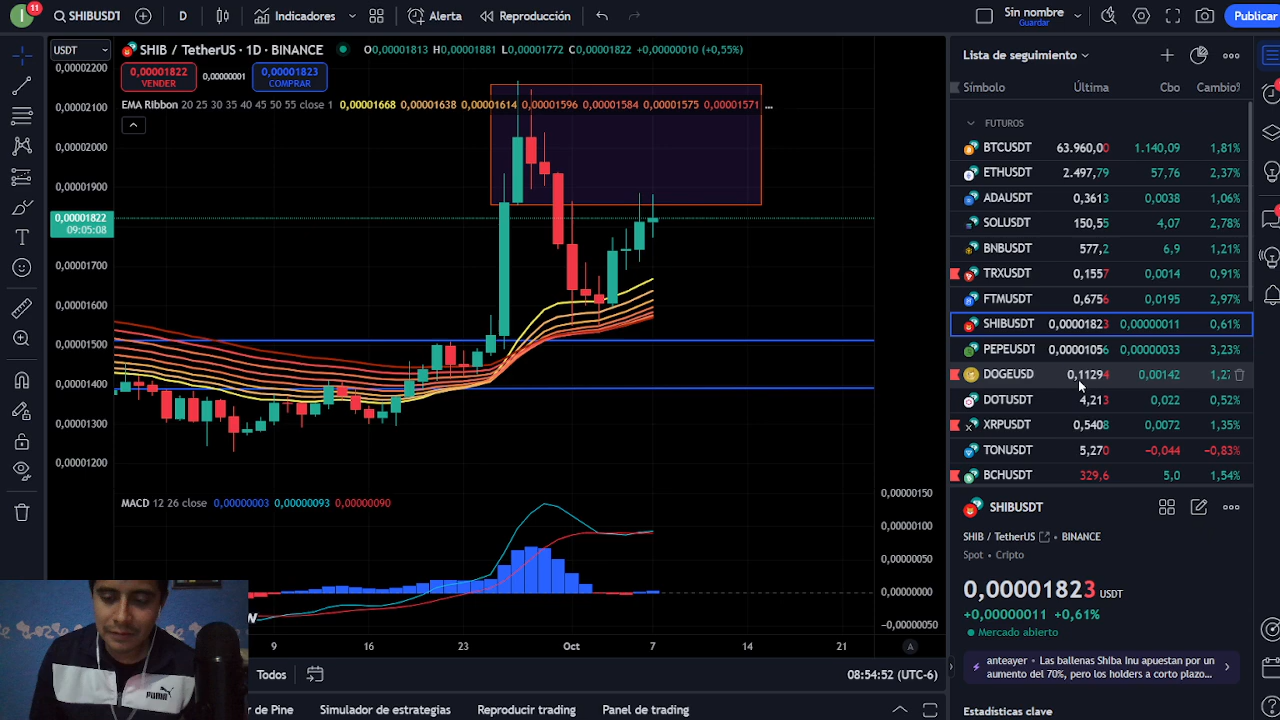 I
11
SHIBUSDT
D
Indicadores
Alerta
Reproducción
Sin nombre
Guardar
Publicar
USDT
SHIB / TetherUS · 1D · BINANCE
O0,00001813 H0,00001881 L0,00001772 C0,00001822 +0,00000010 (+0,55%)
0,00001822
VENDER
0,00000001
0,00001823
COMPRAR
EMA Ribbon 20 25 30 35 40 45 50 55 close 1 0,00001668 0,00001638 0,00001614 0,00001596 0,00001584 0,00001575 0,00001571 ...
0,00002200
0,00002100
0,00002000
0,00001900
0,00001822
09:05:08
0,00001700
0,00001600
0,00001500
0,00001400
0,00001300
0,00001200
MACD 12 26 close 0,00000003 0,00000093 0,00000090
0,00000150
0,00000100
0,00000050
0,00000000
−0,00000050
9 16 23 Oct 7 14 21
A
Todos
08:54:52 (UTC-6)
de Pine
Simulador de estrategias
Reproducir trading
Panel de trading
Lista de seguimiento
Símbolo Última Cbo Cambio%
FUTUROS
BTCUSDT 63.960,00 1.140,09 1,81%
ETHUSDT 2.497,79 57,76 2,37%
ADAUSDT 0,3613 0,0038 1,06%
SOLUSDT 150,55 4,07 2,78%
BNBUSDT 577,2 6,9 1,21%
TRXUSDT 0,1557 0,0014 0,91%
FTMUSDT 0,6756 0,0195 2,97%
SHIBUSDT 0,00001823 0,00000011 0,61%
PEPEUSDT 0,00001056 0,00000033 3,23%
DOGEUSD 0,11294 0,00142 1,27
DOTUSDT 4,213 0,022 0,52%
XRPUSDT 0,5408 0,0072 1,35%
TONUSDT 5,270 −0,044 −0,83%
BCHUSDT 329,6 5,0 1,54%
SHIBUSDT
SHIB / TetherUS · BINANCE
Spot · Cripto
0,00001823 USDT
+0,00000011 +0,61%
Mercado abierto
anteayer · Las ballenas Shiba Inu apuestan por un
aumento del 70%, pero los holders a corto plazo...
Estadísticas clave
PUMA